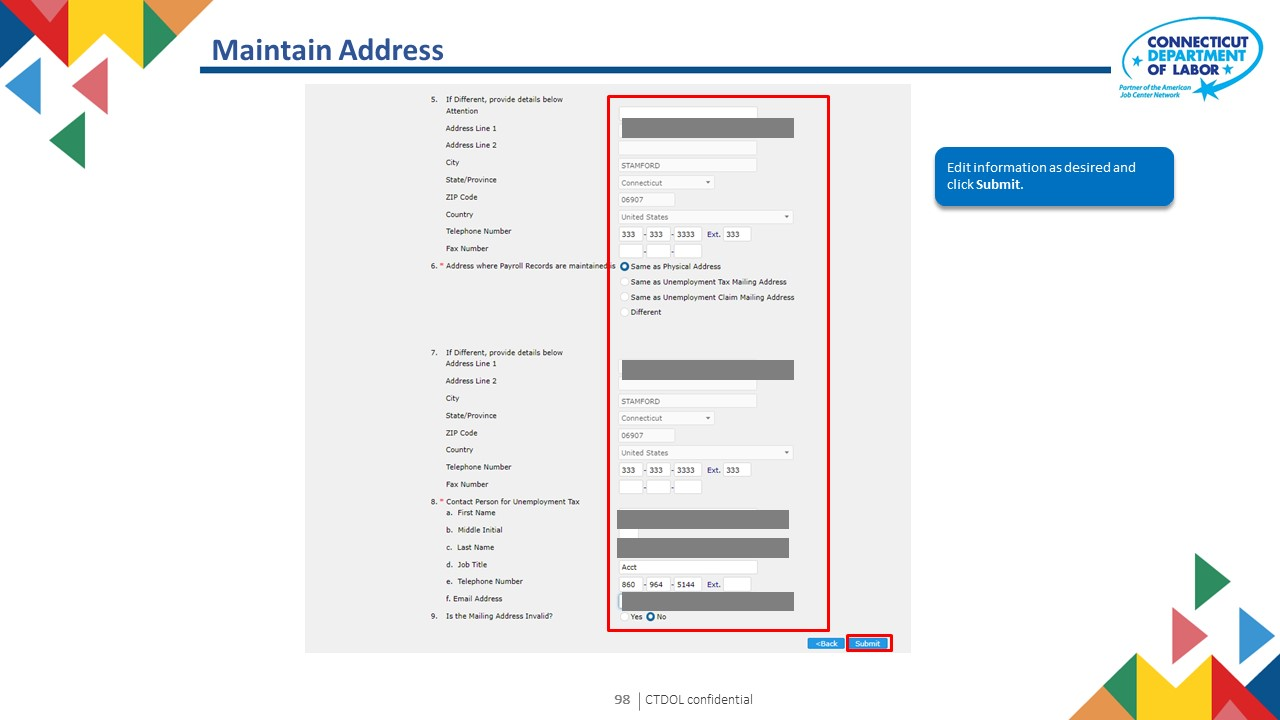 Maintain Address
CONNECTICUT
DEPARTMENT
OF LABOR
Partner of the American
Job Center Network
5. If Different, provide details below
Attention
Address Line 1
Address Line 2
City STAMFORD
State/Province Connecticut
ZIP Code 06907
Country United States
Telephone Number 333 - 333 - 3333 Ext. 333
Fax Number - -
6. * Address where Payroll Records are maintained is Same as Physical Address
Same as Unemployment Tax Mailing Address
Same as Unemployment Claim Mailing Address
Different
7. If Different, provide details below
Address Line 1
Address Line 2
City STAMFORD
State/Province Connecticut
ZIP Code 06907
Country United States
Telephone Number 333 - 333 - 3333 Ext. 333
Fax Number - -
8. * Contact Person for Unemployment Tax
a. First Name
b. Middle Initial
c. Last Name
d. Job Title Acct
e. Telephone Number 860 - 964 - 5144 Ext.
f. Email Address
9. Is the Mailing Address Invalid? Yes No
<Back Submit
Edit information as desired and
click Submit.
98 CTDOL confidential